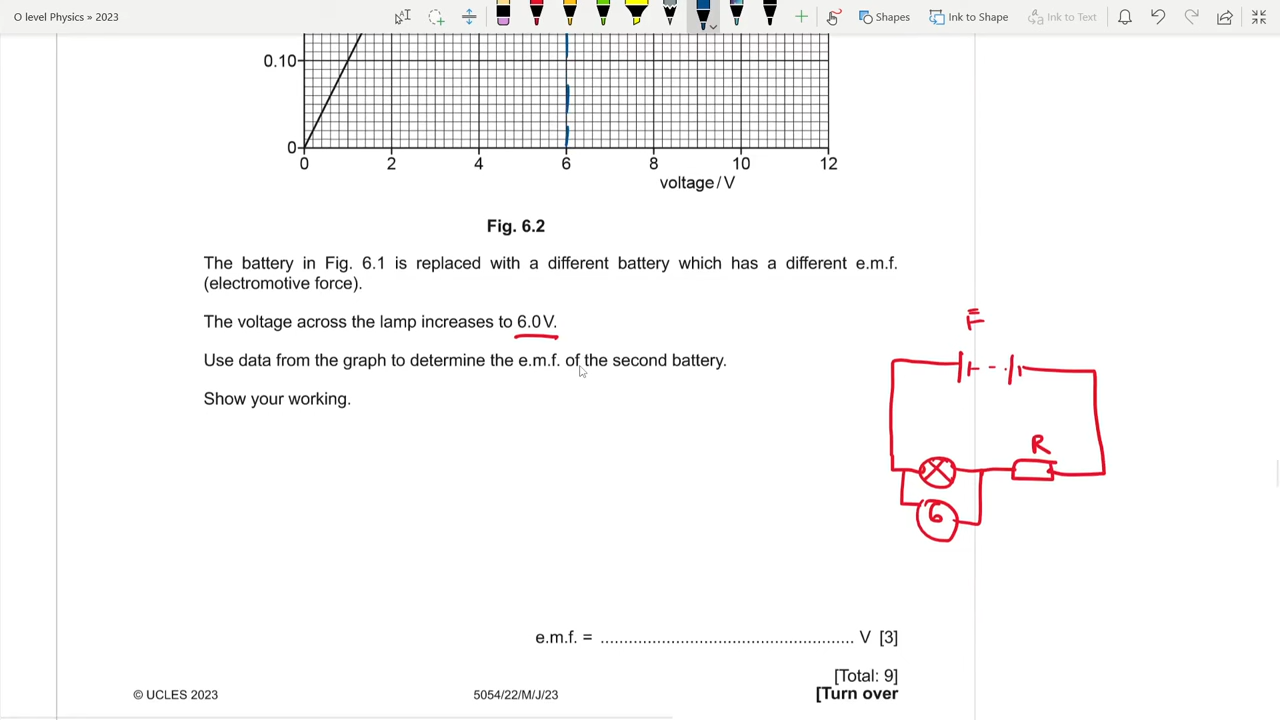 O level Physics » 2023
Shapes
Ink to Shape
Ink to Text
0.10
0
0 2 4 6 8 10 12
voltage/V
Fig. 6.2
The battery in Fig. 6.1 is replaced with a different battery which has a different e.m.f.
(electromotive force).
The voltage across the lamp increases to 6.0V.
Use data from the graph to determine the e.m.f. of the second battery.
Show your working.
E
R
6
e.m.f. = ...................................................... V [3]
[Total: 9]
© UCLES 2023
5054/22/M/J/23
[Turn over